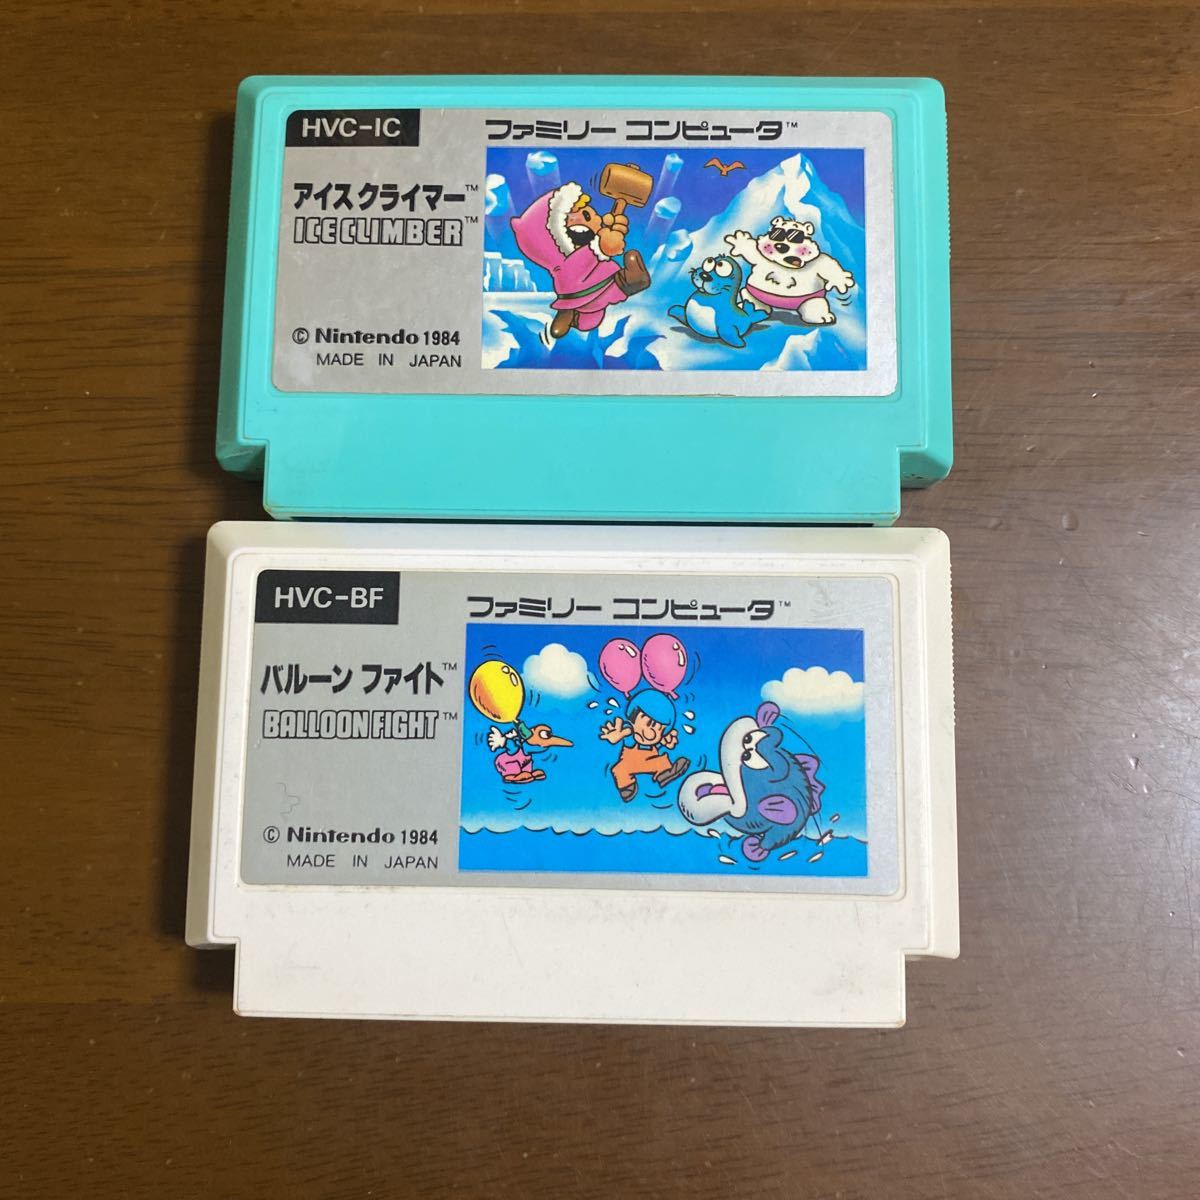 HVC-IC
ファミリー コンピュータ™
アイスクライマー™
ICE CLIMBER™
© Nintendo 1984
MADE IN JAPAN
HVC-BF
ファミリー コンピュータ™
バルーン ファイト™
BALLOON FIGHT™
© Nintendo 1984
MADE IN JAPAN